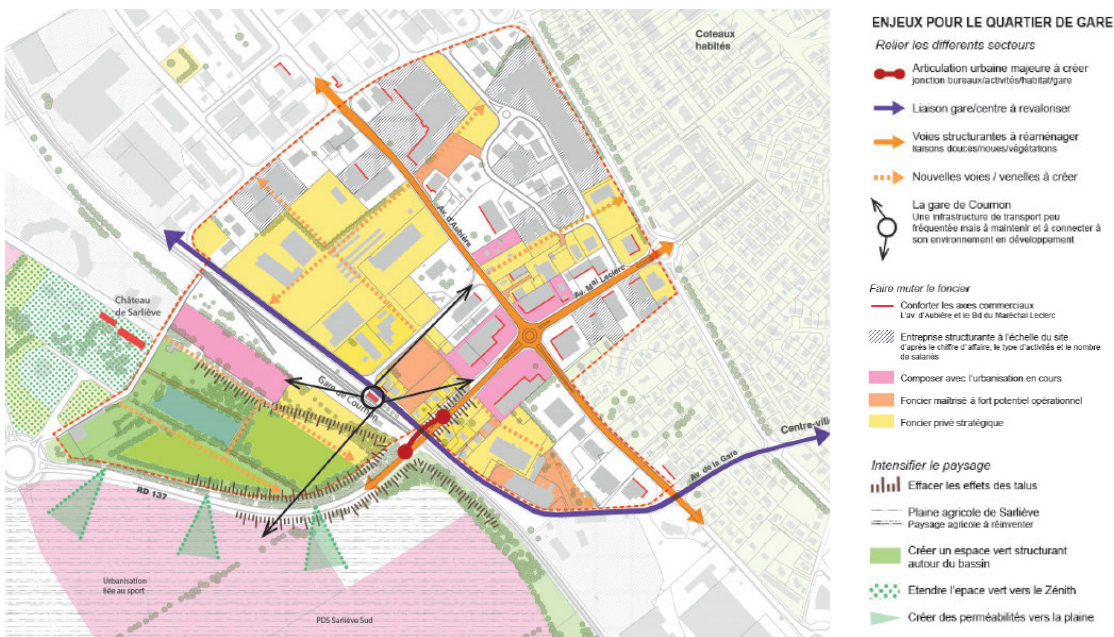 Coteaux
habités
Av. d'Aubière
Av. Mal Leclerc
Château
de Sarliève
Gare de Cournon
Centre-ville
Av. de la Gare
RD 137
Urbanisation
liée au sport
PDS Sarliève Sud
ENJEUX POUR LE QUARTIER DE GARE
Relier les differents secteurs
Articulation urbaine majeure à créer
jonction bureaux/activités/habitat/gare
Liaison gare/centre à revaloriser
Voies structurantes à réaménager
liaisons douces/noues/végétations
Nouvelles voies / venelles à créer
La gare de Cournon
Une infrastructure de transport peu
fréquentée mais à maintenir et à connecter à
son environnement en développement
Faire muter le foncier
Conforter les axes commerciaux
L'av. d'Aubière et le Bd du Maréchal Leclerc
Entreprise structurante à l'échelle du site
d'après le chiffre d'affaire, le type d'activités et le nombre
de salariés
Composer avec l'urbanisation en cours
Foncier maîtrisé à fort potentiel opérationnel
Foncier privé stratégique
Intensifier le paysage
Effacer les effets des talus
Plaine agricole de Sarliève
Paysage agricole à réinventer
Créer un espace vert structurant
autour du bassin
Etendre l'epace vert vers le Zénith
Créer des perméabilités vers la plaine